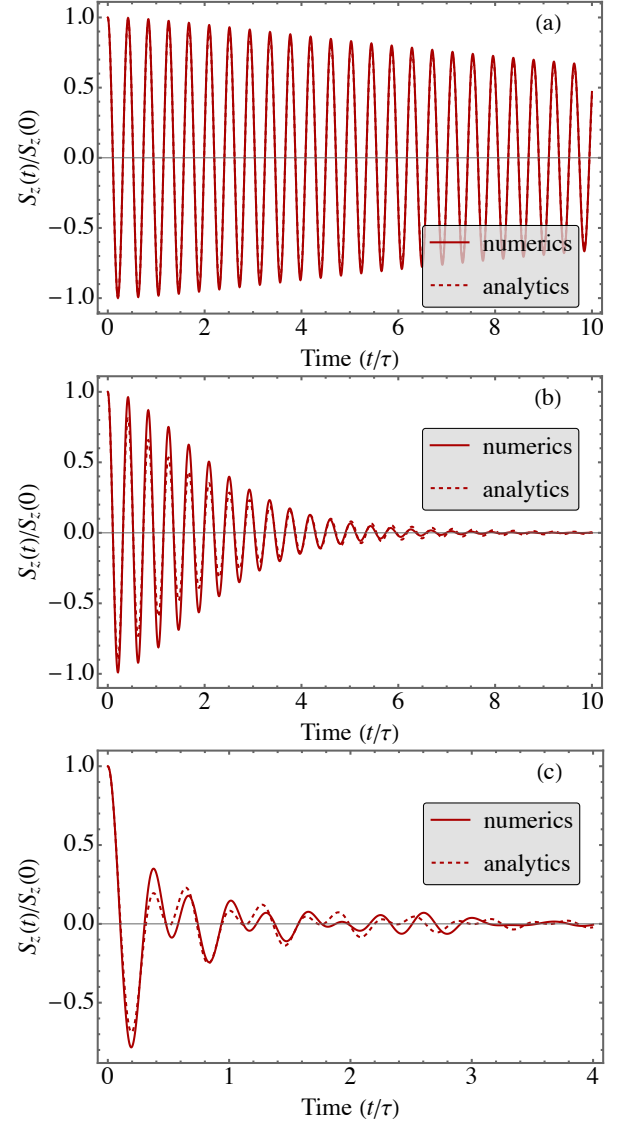 (a)
1.0
0.5
0.0
−0.5
−1.0
S_z(t)/S_z(0)
numerics
analytics
0 2 4 6 8 10
Time (t/τ)
(b)
1.0
0.5
0.0
−0.5
−1.0
S_z(t)/S_z(0)
numerics
analytics
0 2 4 6 8 10
Time (t/τ)
(c)
1.0
0.5
0.0
−0.5
S_z(t)/S_z(0)
numerics
analytics
0 1 2 3 4
Time (t/τ)